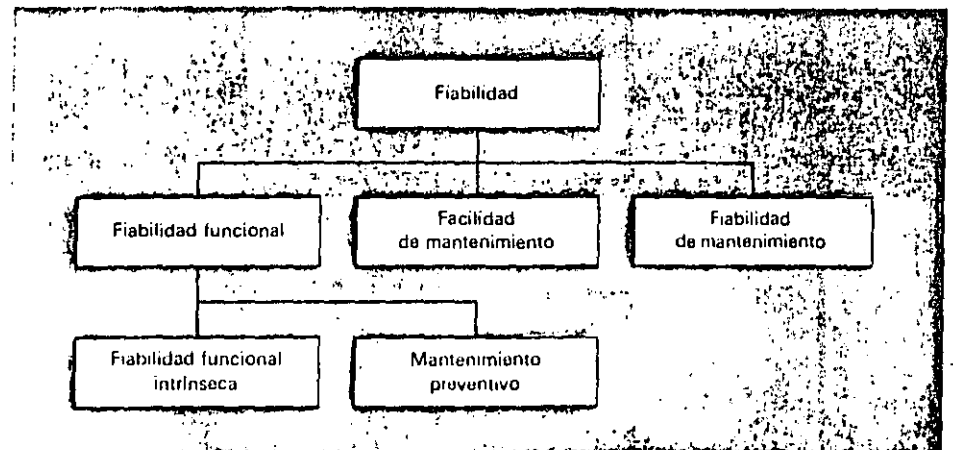 Fiabilidad
Fiabilidad funcional
Facilidad
de mantenimiento
Fiabilidad
de mantenimiento
Fiabilidad funcional
intrínseca
Mantenimiento
preventivo